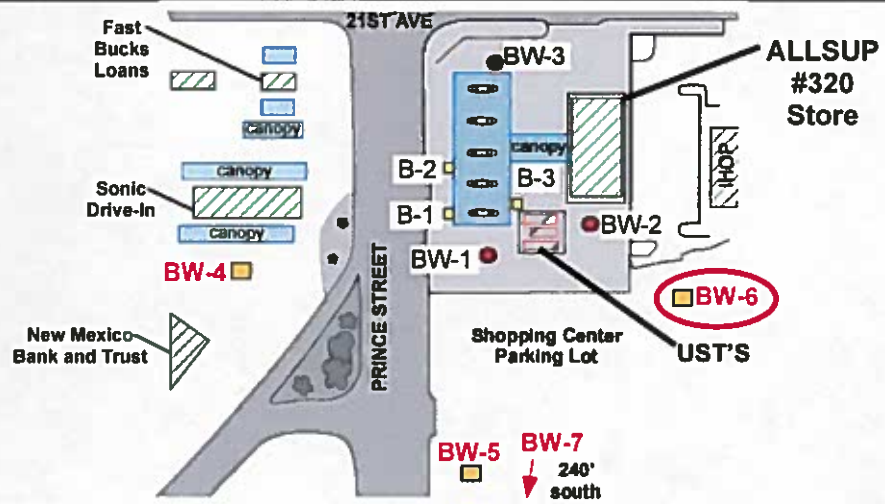 21ST AVE
Fast
Bucks
Loans
canopy
canopy
Sonic
Drive-In
canopy
BW-4
New Mexico
Bank and Trust
PRINCE STREET
BW-3
B-2
canopy
B-3
B-1
BW-2
BW-1
ALLSUP
#320
Store
IHOP
BW-6
Shopping Center
Parking Lot
UST'S
BW-5
BW-7
240'
south